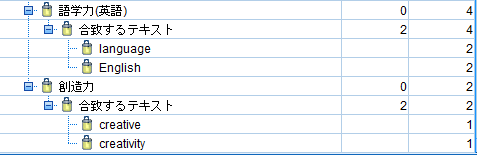 語学力(英語) 0 4
合致するテキスト 2 4
language 2
English 2
創造力 0 2
合致するテキスト 2 2
creative 1
creativity 1